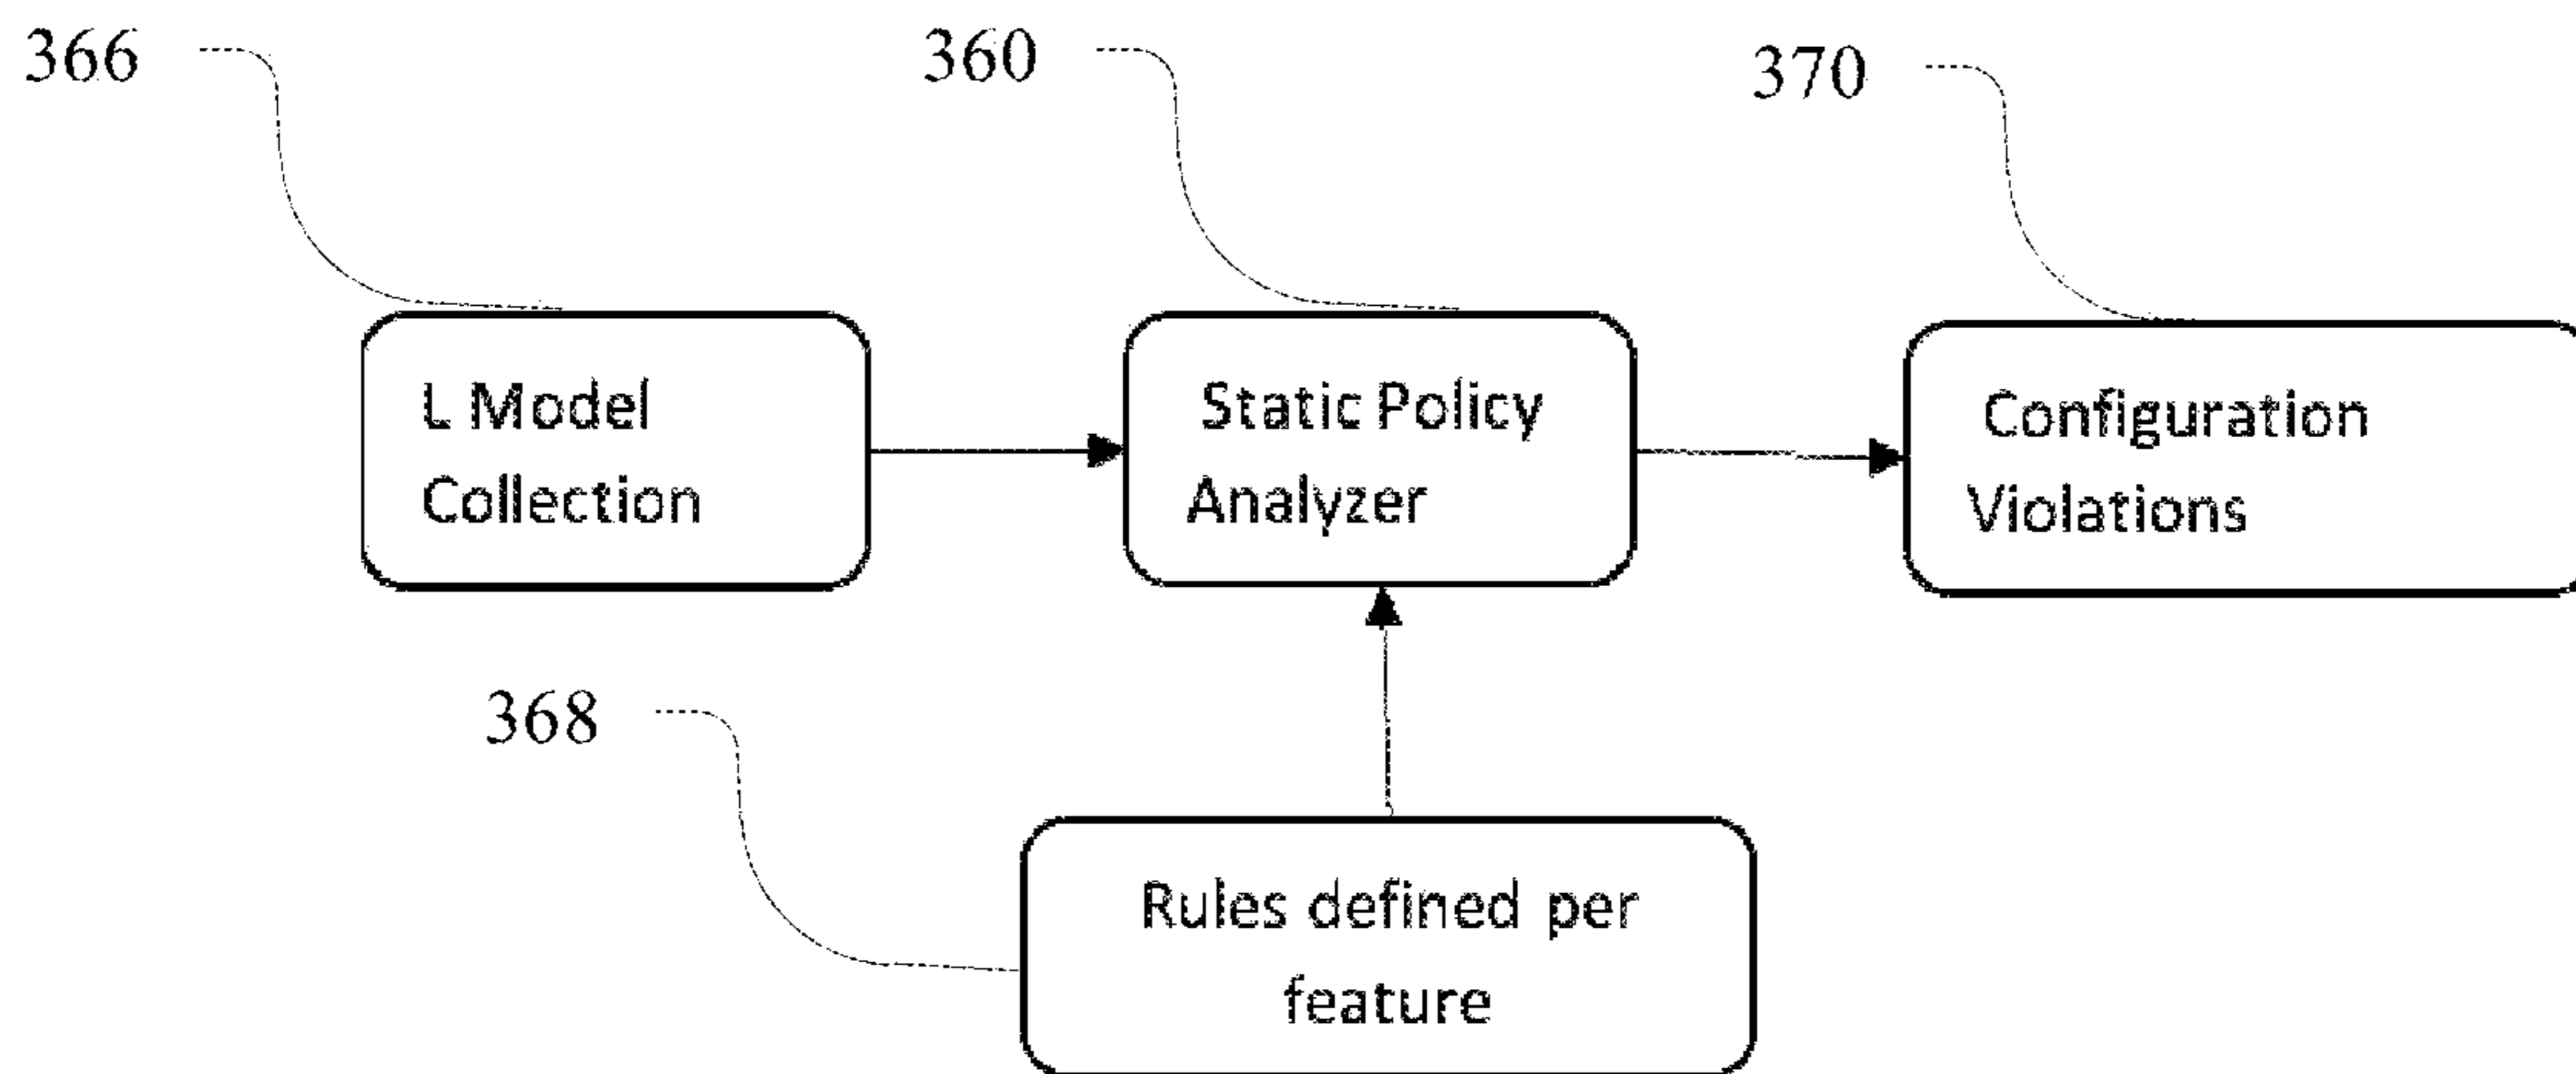 366
360
370
L Model
Collection
Static Policy
Analyzer
Configuration
Violations
368
Rules defined per
feature